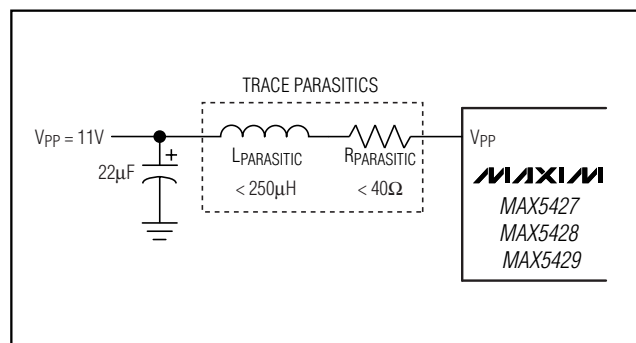 TRACE PARASITICS
VPP = 11V
+
22μF
LPARASITIC
< 250μH
RPARASITIC
< 40Ω
VPP
MAXIM
MAX5427
MAX5428
MAX5429